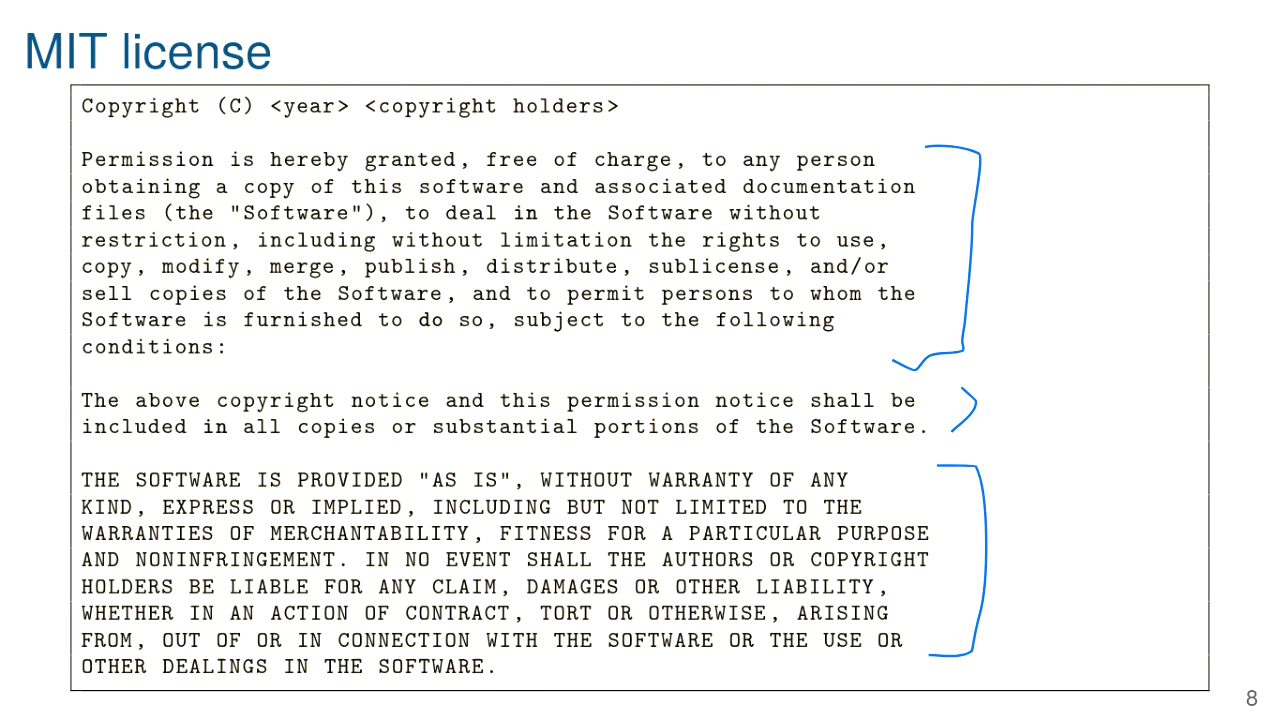 MIT license
Copyright (C) <year> <copyright holders>
Permission is hereby granted, free of charge, to any person
obtaining a copy of this software and associated documentation
files (the "Software"), to deal in the Software without
restriction, including without limitation the rights to use,
copy, modify, merge, publish, distribute, sublicense, and/or
sell copies of the Software, and to permit persons to whom the
Software is furnished to do so, subject to the following
conditions:
The above copyright notice and this permission notice shall be
included in all copies or substantial portions of the Software.
THE SOFTWARE IS PROVIDED "AS IS", WITHOUT WARRANTY OF ANY
KIND, EXPRESS OR IMPLIED, INCLUDING BUT NOT LIMITED TO THE
WARRANTIES OF MERCHANTABILITY, FITNESS FOR A PARTICULAR PURPOSE
AND NONINFRINGEMENT. IN NO EVENT SHALL THE AUTHORS OR COPYRIGHT
HOLDERS BE LIABLE FOR ANY CLAIM, DAMAGES OR OTHER LIABILITY,
WHETHER IN AN ACTION OF CONTRACT, TORT OR OTHERWISE, ARISING
FROM, OUT OF OR IN CONNECTION WITH THE SOFTWARE OR THE USE OR
OTHER DEALINGS IN THE SOFTWARE.
8